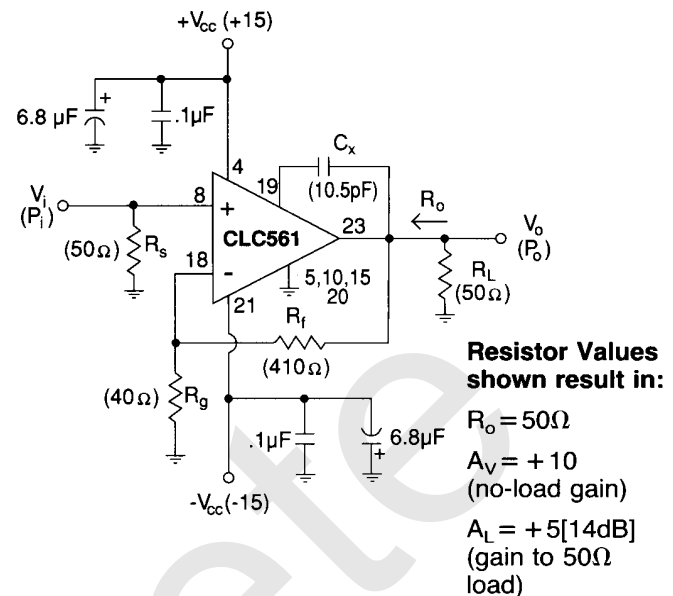 +Vcc (+15)
6.8 µF
+
.1µF
4
Cx
(10.5pF)
19
Vi
(Pi)
8
+
CLC561
23
Ro
Vo
(Po)
(50Ω)
Rs
18
-
5,10,15
20
RL
(50Ω)
21
Rf
(410Ω)
(40Ω)
Rg
.1µF
6.8µF
+
-Vcc(-15)
Resistor Values
shown result in:
Ro=50Ω
Av=+10
(no-load gain)
AL=+5[14dB]
(gain to 50Ω
load)
ete